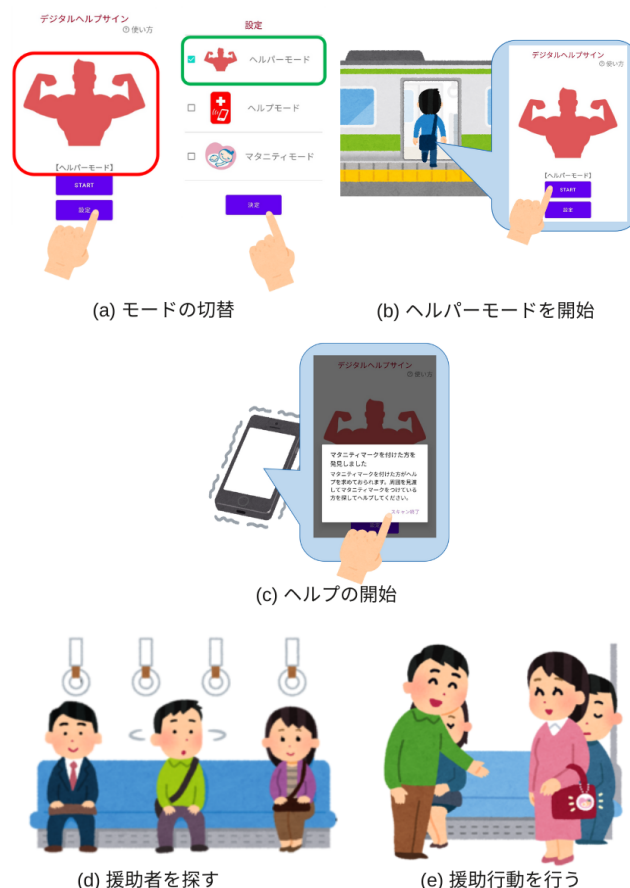 デジタルヘルプサイン
使い方
【ヘルパーモード】
START
設定
設定
ヘルパーモード
ヘルプモード
マタニティモード
決定
(a) モードの切替
デジタルヘルプサイン
使い方
【ヘルパーモード】
START
設定
(b) ヘルパーモードを開始
デジタルヘルプサイン
使い方
マタニティマークを付けた方を
発見しました
マタニティマークを付けた方がヘル
プを求めておられます。周囲を見渡
してマタニティマークをつけている
方を探してヘルプしてください。
スキャン終了
(c) ヘルプの開始
(d) 援助者を探す
(e) 援助行動を行う